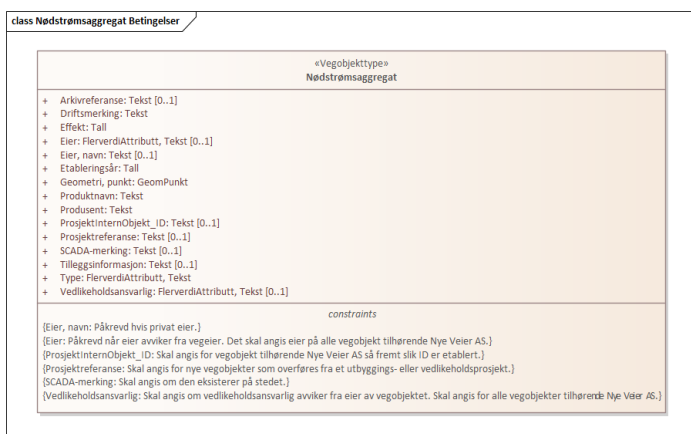 class Nødstrømsaggregat Betingelser
«Vegobjekttype»
Nødstrømsaggregat
+ Arkivreferanse: Tekst [0..1]
+ Driftsmerking: Tekst
+ Effekt: Tall
+ Eier: FlerverdiAttributt, Tekst [0..1]
+ Eier, navn: Tekst [0..1]
+ Etableringsår: Tall
+ Geometri, punkt: GeomPunkt
+ Produktnavn: Tekst
+ Produsent: Tekst
+ ProsjektInternObjekt_ID: Tekst [0..1]
+ Prosjektreferanse: Tekst [0..1]
+ SCADA-merking: Tekst [0..1]
+ Tilleggsinformasjon: Tekst [0..1]
+ Type: FlerverdiAttributt, Tekst
+ Vedlikeholdsansvarlig: FlerverdiAttributt, Tekst [0..1]
constraints
{Eier, navn: Påkrevd hvis privat eier.}
{Eier: Påkrevd når eier avviker fra vegeier. Det skal angis eier på alle vegobjekt tilhørende Nye Veier AS.}
{ProsjektInternObjekt_ID: Skal angis for vegobjekt tilhørende Nye Veier AS så fremt slik ID er etablert.}
{Prosjektreferanse: Skal angis for nye vegobjekter som overføres fra et utbyggings- eller vedlikeholdsprosjekt.}
{SCADA-merking: Skal angis om den eksisterer på stedet.}
{Vedlikeholdsansvarlig: Skal angis om vedlikeholdsansvarlig avviker fra eier av vegobjektet. Skal angis for alle vegobjekter tilhørende Nye Veier AS.}